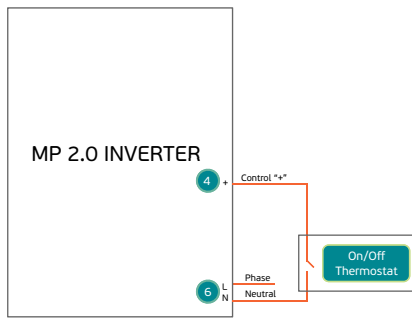 MP 2.0 INVERTER
4
+
Control "+"
On/Off
Thermostat
Phase
6
L
N
Neutral